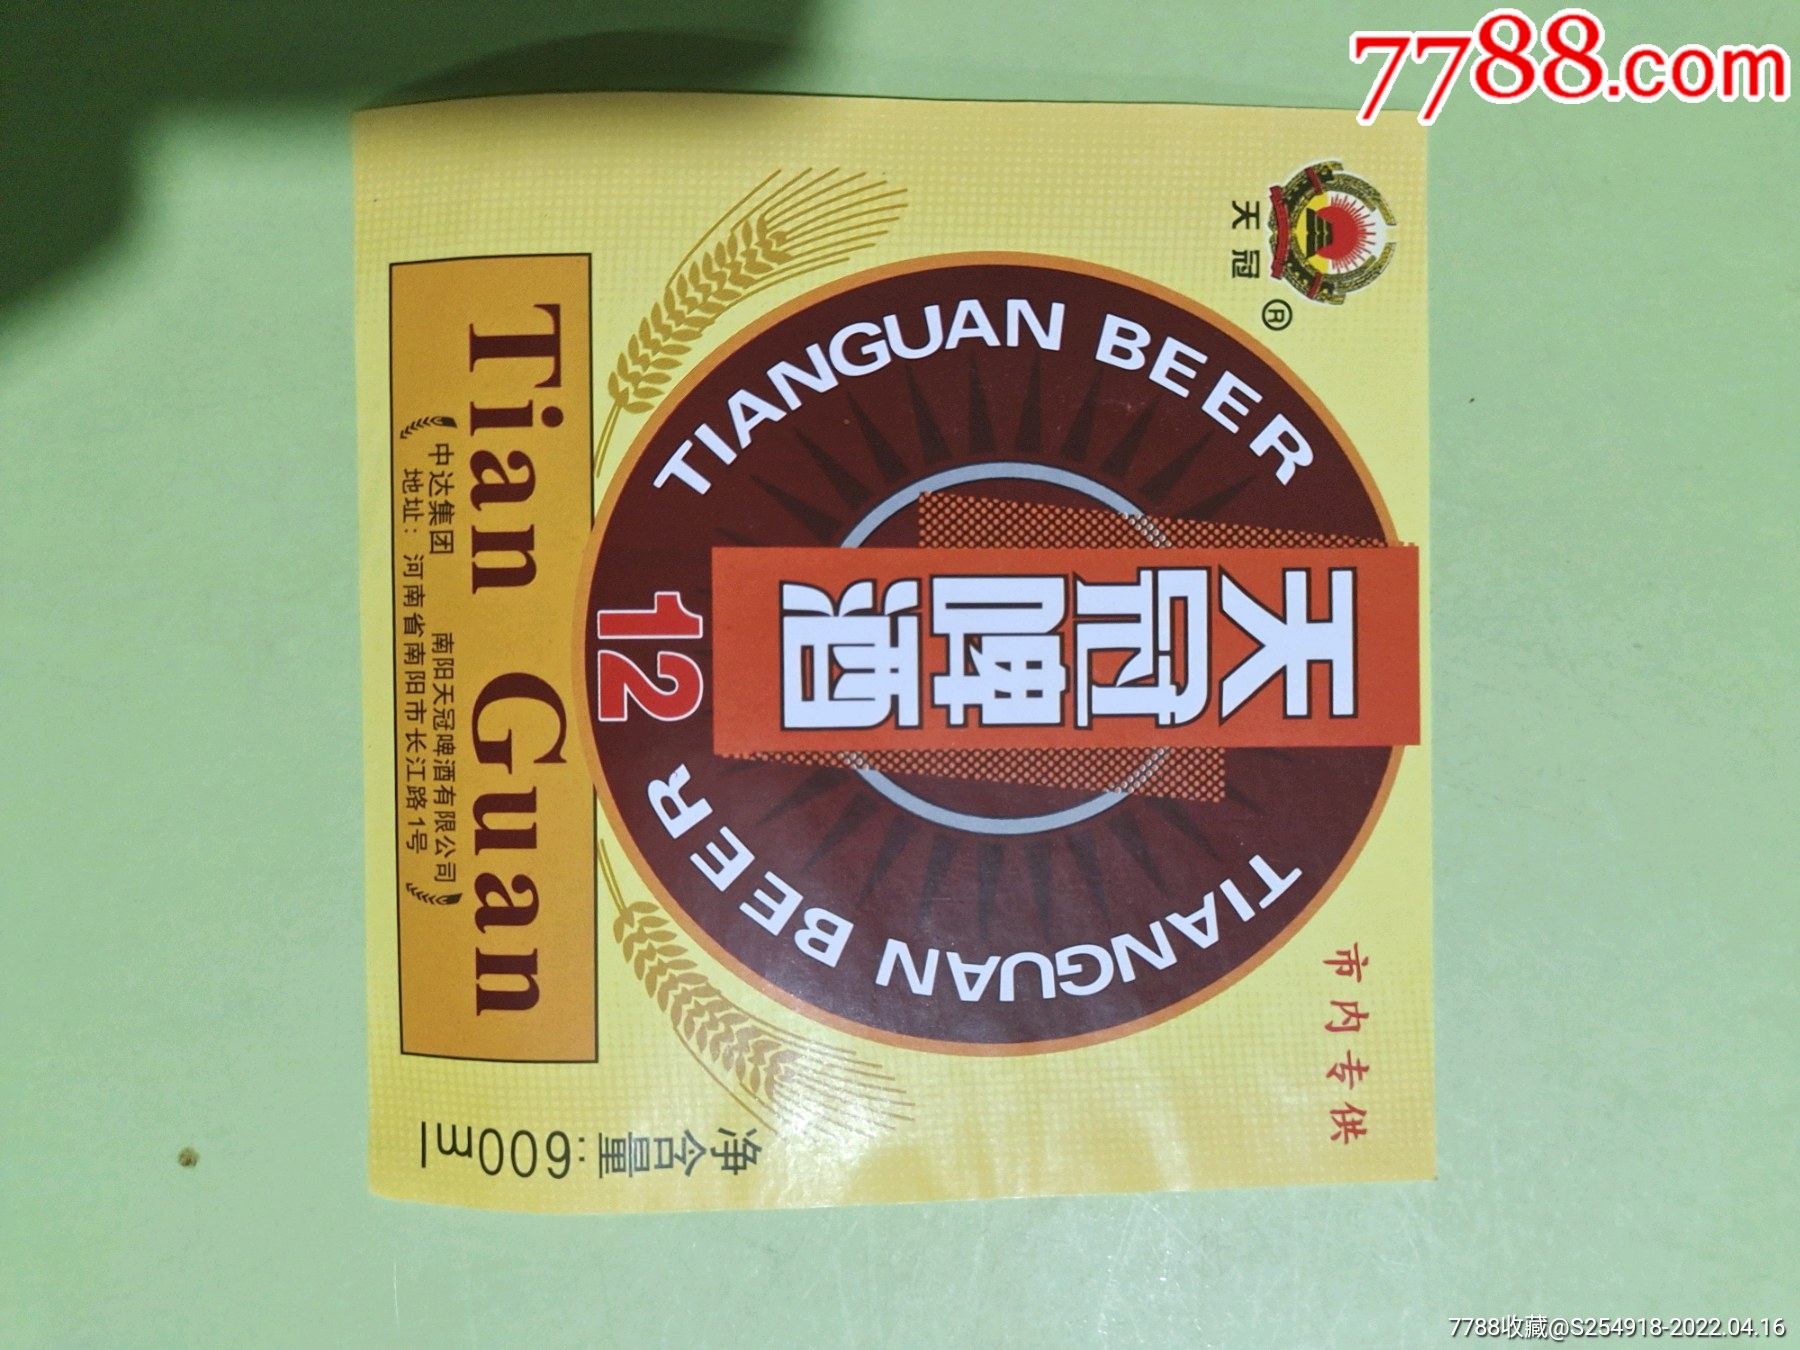 7788.com
天冠
®
市内专供
TIANGUAN BEER
天冠啤酒
TIANGUAN BEER
12
Tian Guan
中达集团 南阳天冠啤酒有限公司
地址：河南省南阳市长江路1号
净含量:600ml
7788收藏@S254918-2022.04.16